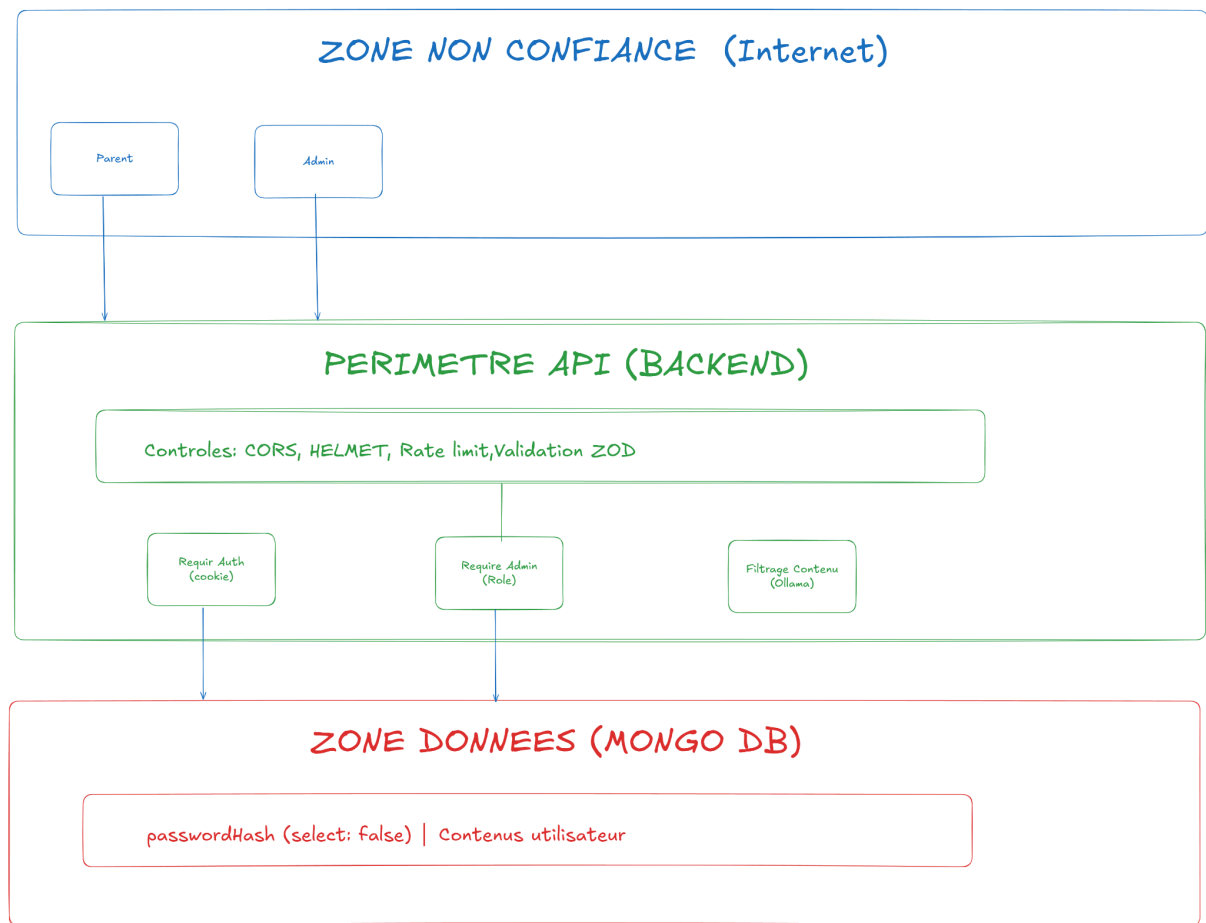 ZONE NON CONFIANCE (Internet)
Parent
Admin
PERIMETRE API (BACKEND)
Controles: CORS, HELMET, Rate limit,Validation ZOD
Requir Auth
(cookie)
Require Admin
(Role)
Filtrage Contenu
(Ollama)
ZONE DONNEES (MONGO DB)
passwordHash (select: false) | Contenus utilisateur